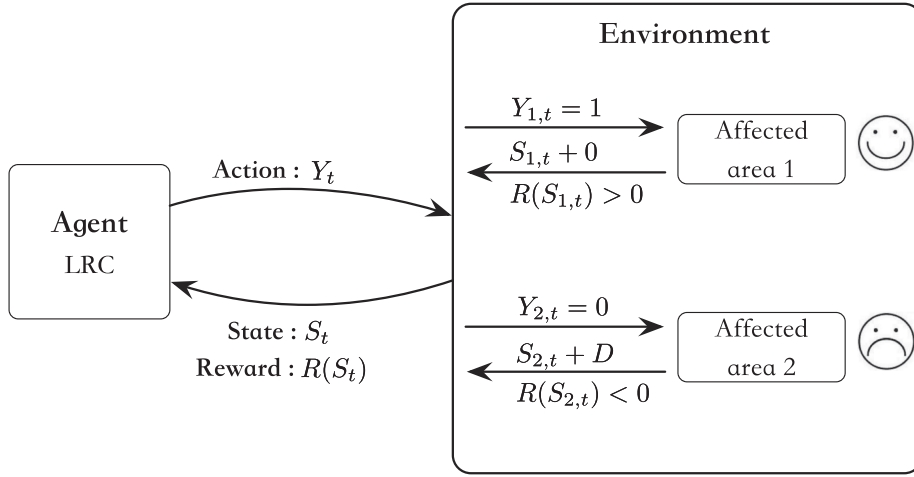 Environment
Y_{1,t} = 1
S_{1,t} + 0
R(S_{1,t}) > 0
Affected
area 1
Action : Y_t
Agent
LRC
State : S_t
Reward : R(S_t)
Y_{2,t} = 0
S_{2,t} + D
R(S_{2,t}) < 0
Affected
area 2